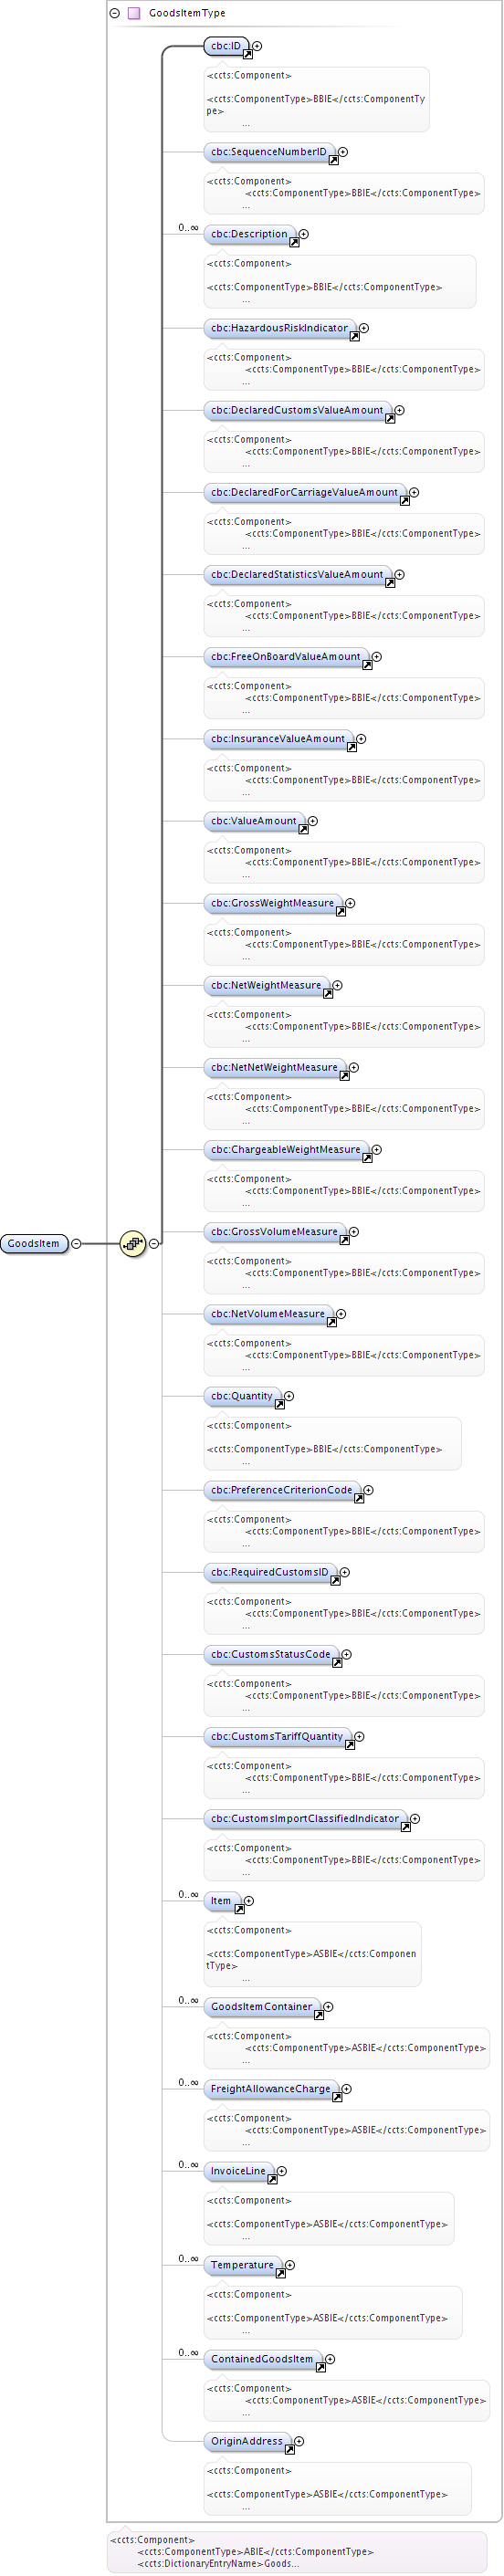 GoodsItemType
cbc:ID
<ccts:Component>
<ccts:ComponentType>BBIE</ccts:ComponentTy
pe>
...
cbc:SequenceNumberID
<ccts:Component>
<ccts:ComponentType>BBIE</ccts:ComponentType>
...
0..∞
cbc:Description
<ccts:Component>
<ccts:ComponentType>BBIE</ccts:ComponentType>
...
cbc:HazardousRiskIndicator
<ccts:Component>
<ccts:ComponentType>BBIE</ccts:ComponentType>
...
cbc:DeclaredCustomsValueAmount
<ccts:Component>
<ccts:ComponentType>BBIE</ccts:ComponentType>
...
cbc:DeclaredForCarriageValueAmount
<ccts:Component>
<ccts:ComponentType>BBIE</ccts:ComponentType>
...
cbc:DeclaredStatisticsValueAmount
<ccts:Component>
<ccts:ComponentType>BBIE</ccts:ComponentType>
...
cbc:FreeOnBoardValueAmount
<ccts:Component>
<ccts:ComponentType>BBIE</ccts:ComponentType>
...
cbc:InsuranceValueAmount
<ccts:Component>
<ccts:ComponentType>BBIE</ccts:ComponentType>
...
cbc:ValueAmount
<ccts:Component>
<ccts:ComponentType>BBIE</ccts:ComponentType>
...
cbc:GrossWeightMeasure
<ccts:Component>
<ccts:ComponentType>BBIE</ccts:ComponentType>
...
cbc:NetWeightMeasure
<ccts:Component>
<ccts:ComponentType>BBIE</ccts:ComponentType>
...
cbc:NetNetWeightMeasure
<ccts:Component>
<ccts:ComponentType>BBIE</ccts:ComponentType>
...
cbc:ChargeableWeightMeasure
<ccts:Component>
<ccts:ComponentType>BBIE</ccts:ComponentType>
...
cbc:GrossVolumeMeasure
GoodsItem
<ccts:Component>
<ccts:ComponentType>BBIE</ccts:ComponentType>
...
cbc:NetVolumeMeasure
<ccts:Component>
<ccts:ComponentType>BBIE</ccts:ComponentType>
...
cbc:Quantity
<ccts:Component>
<ccts:ComponentType>BBIE</ccts:ComponentType>
...
cbc:PreferenceCriterionCode
<ccts:Component>
<ccts:ComponentType>BBIE</ccts:ComponentType>
...
cbc:RequiredCustomsID
<ccts:Component>
<ccts:ComponentType>BBIE</ccts:ComponentType>
...
cbc:CustomsStatusCode
<ccts:Component>
<ccts:ComponentType>BBIE</ccts:ComponentType>
...
cbc:CustomsTariffQuantity
<ccts:Component>
<ccts:ComponentType>BBIE</ccts:ComponentType>
...
cbc:CustomsImportClassifiedIndicator
<ccts:Component>
<ccts:ComponentType>BBIE</ccts:ComponentType>
...
0..∞
Item
<ccts:Component>
<ccts:ComponentType>ASBIE</ccts:Componen
tType>
...
0..∞
GoodsItemContainer
<ccts:Component>
<ccts:ComponentType>ASBIE</ccts:ComponentType>
...
0..∞
FreightAllowanceCharge
<ccts:Component>
<ccts:ComponentType>ASBIE</ccts:ComponentType>
...
0..∞
InvoiceLine
<ccts:Component>
<ccts:ComponentType>ASBIE</ccts:ComponentType>
...
0..∞
Temperature
<ccts:Component>
<ccts:ComponentType>ASBIE</ccts:ComponentType>
...
0..∞
ContainedGoodsItem
<ccts:Component>
<ccts:ComponentType>ASBIE</ccts:ComponentType>
...
OriginAddress
<ccts:Component>
<ccts:ComponentType>ASBIE</ccts:ComponentType>
...
<ccts:Component>
<ccts:ComponentType>ABIE</ccts:ComponentType>
<ccts:DictionaryEntryName>Goods...